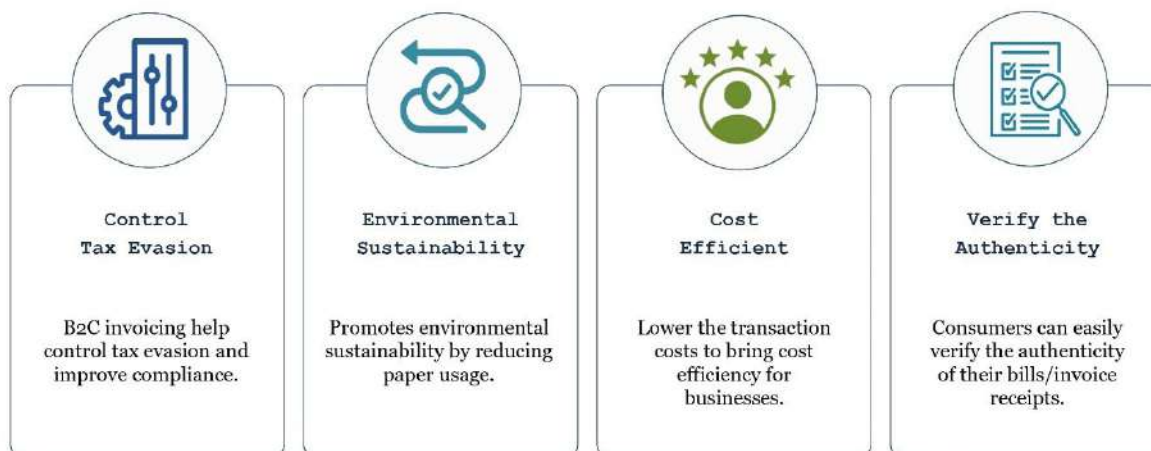 Control
Tax Evasion
B2C invoicing help
control tax evasion and
improve compliance.
Environmental
Sustainability
Promotes environmental
sustainability by reducing
paper usage.
Cost
Efficient
Lower the transaction
costs to bring cost
efficiency for
businesses.
Verify the
Authenticity
Consumers can easily
verify the authenticity
of their bills/invoice
receipts.